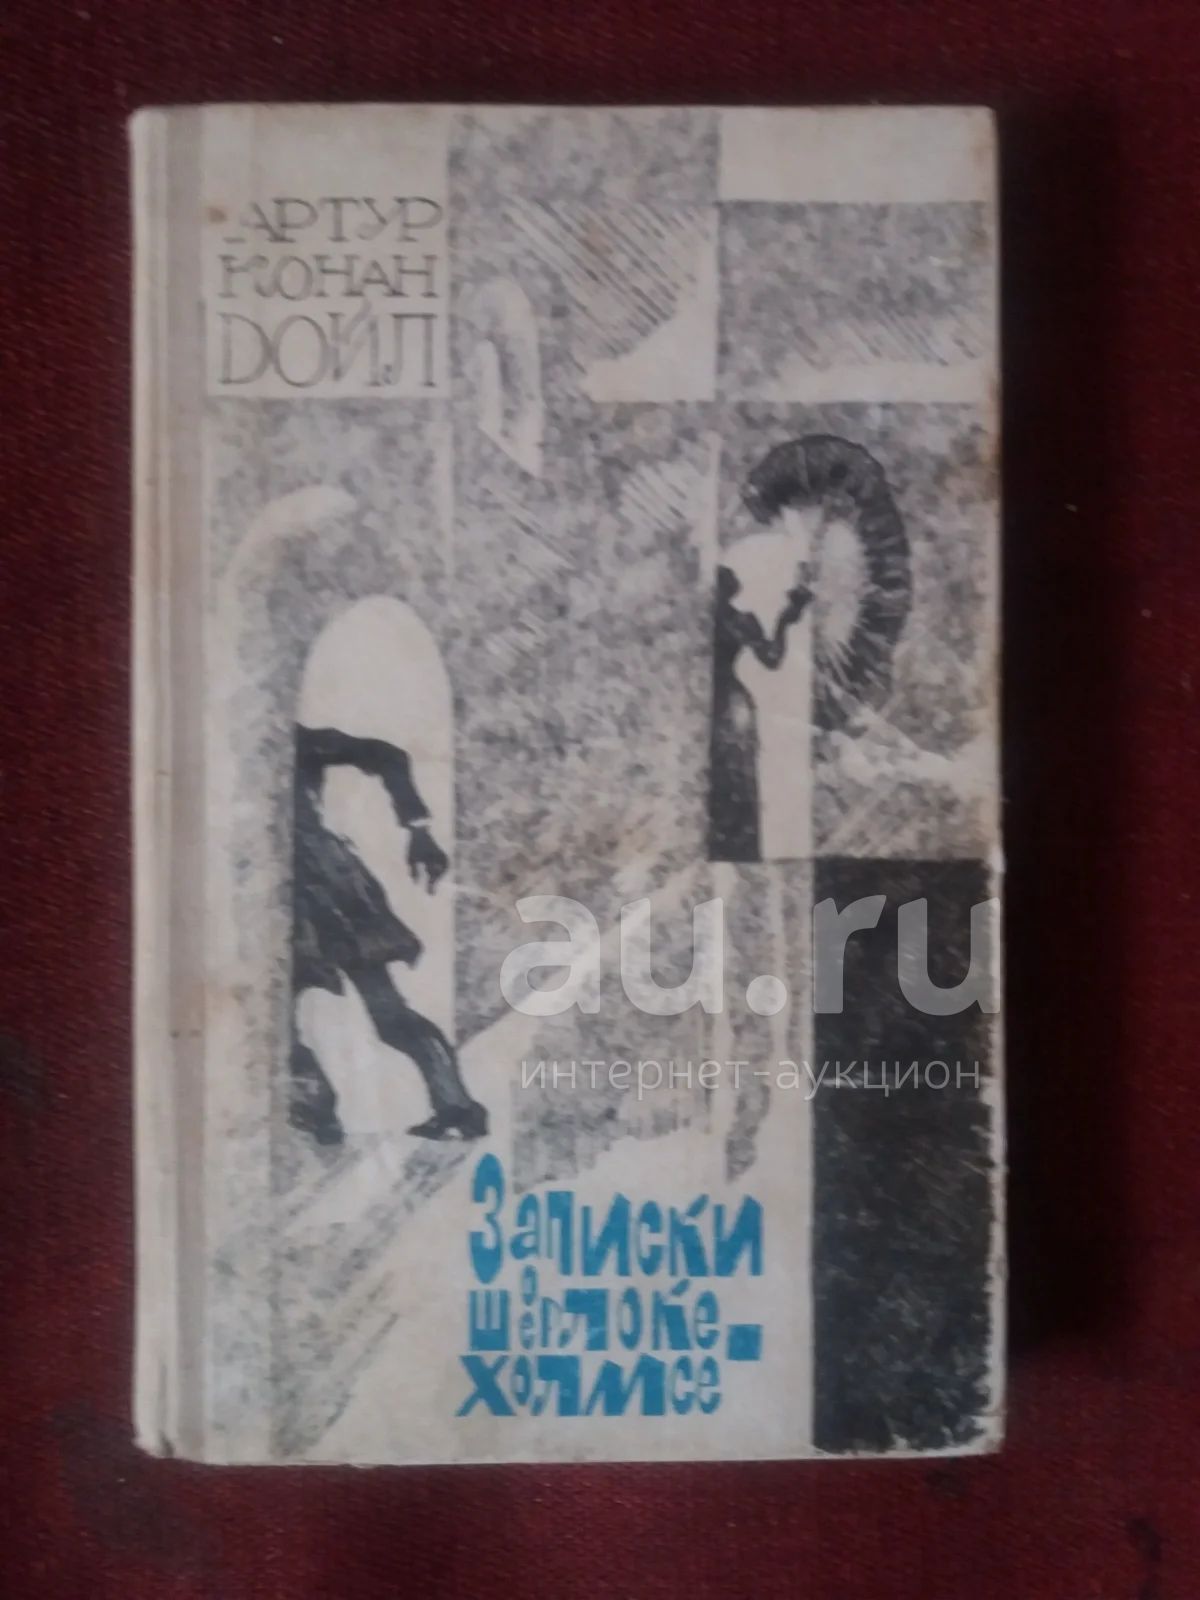 АРТУР
КОНАН
ДОЙЛ
au.ru
интернет-аукцион
Записки
о
Шерлоке
Холмсе